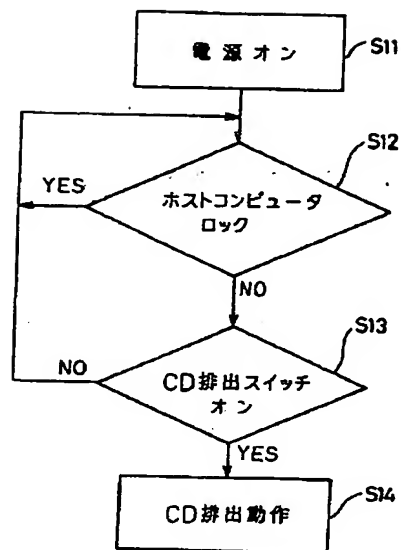 電源オン
S11
S12
YES
ホストコンピュータ
ロック
NO
S13
NO
CD排出スイッチ
オン
YES
S14
CD排出動作